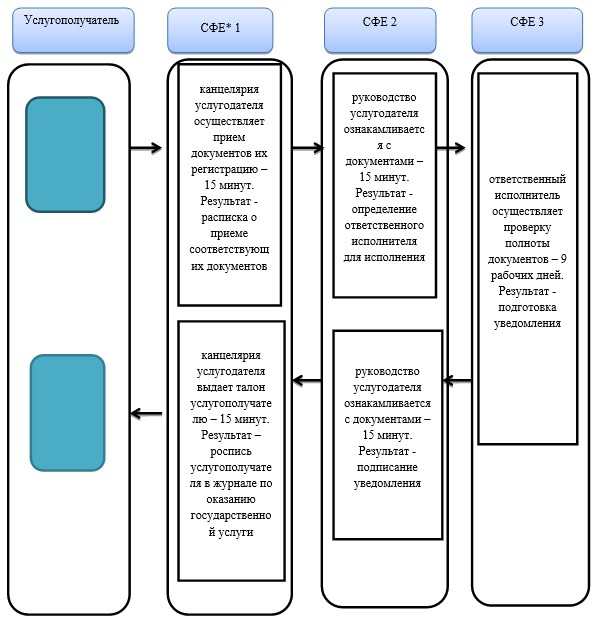 Услугополучатель
СФЕ* 1
СФЕ 2
СФЕ 3
канцелярия
услугодателя
осуществляет
прием
документов их
регистрацию –
15 минут.
Результат -
расписка о
приеме
соответствующ
их документов
руководство
услугодателя
ознакамливаетс
я с
документами –
15 минут.
Результат -
определение
ответственного
исполнителя
для исполнения
ответственный
исполнитель
осуществляет
проверку
полноты
документов – 9
рабочих дней.
Результат -
подготовка
уведомления
руководство
услугодателя
ознакамливается
с документами –
15 минут.
Результат -
подписание
уведомления
канцелярия
услугодателя
выдает талон
услугополучате
лю – 15 минут.
Результат –
роспись
услугополучате
ля в журнале по
оказанию
государственно
й услуги